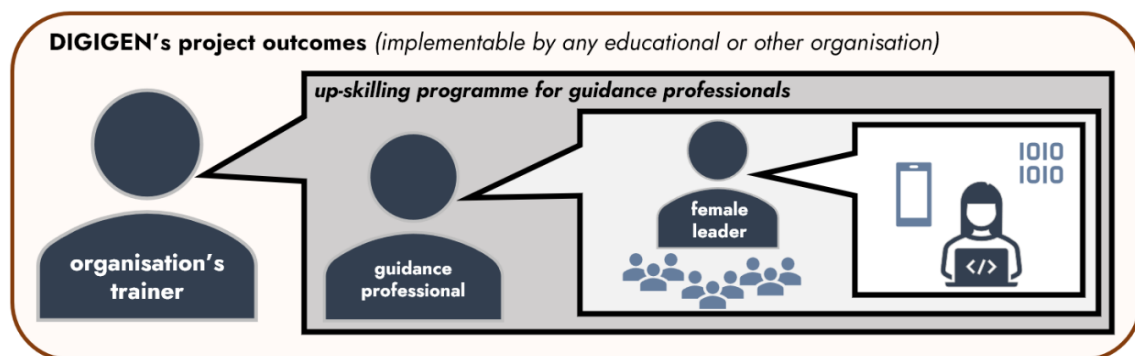 DIGIGEN's project outcomes (implementable by any educational or other organisation)
up-skilling programme for guidance professionals
organisation's
trainer
guidance
professional
female
leader
1010
1010
</>